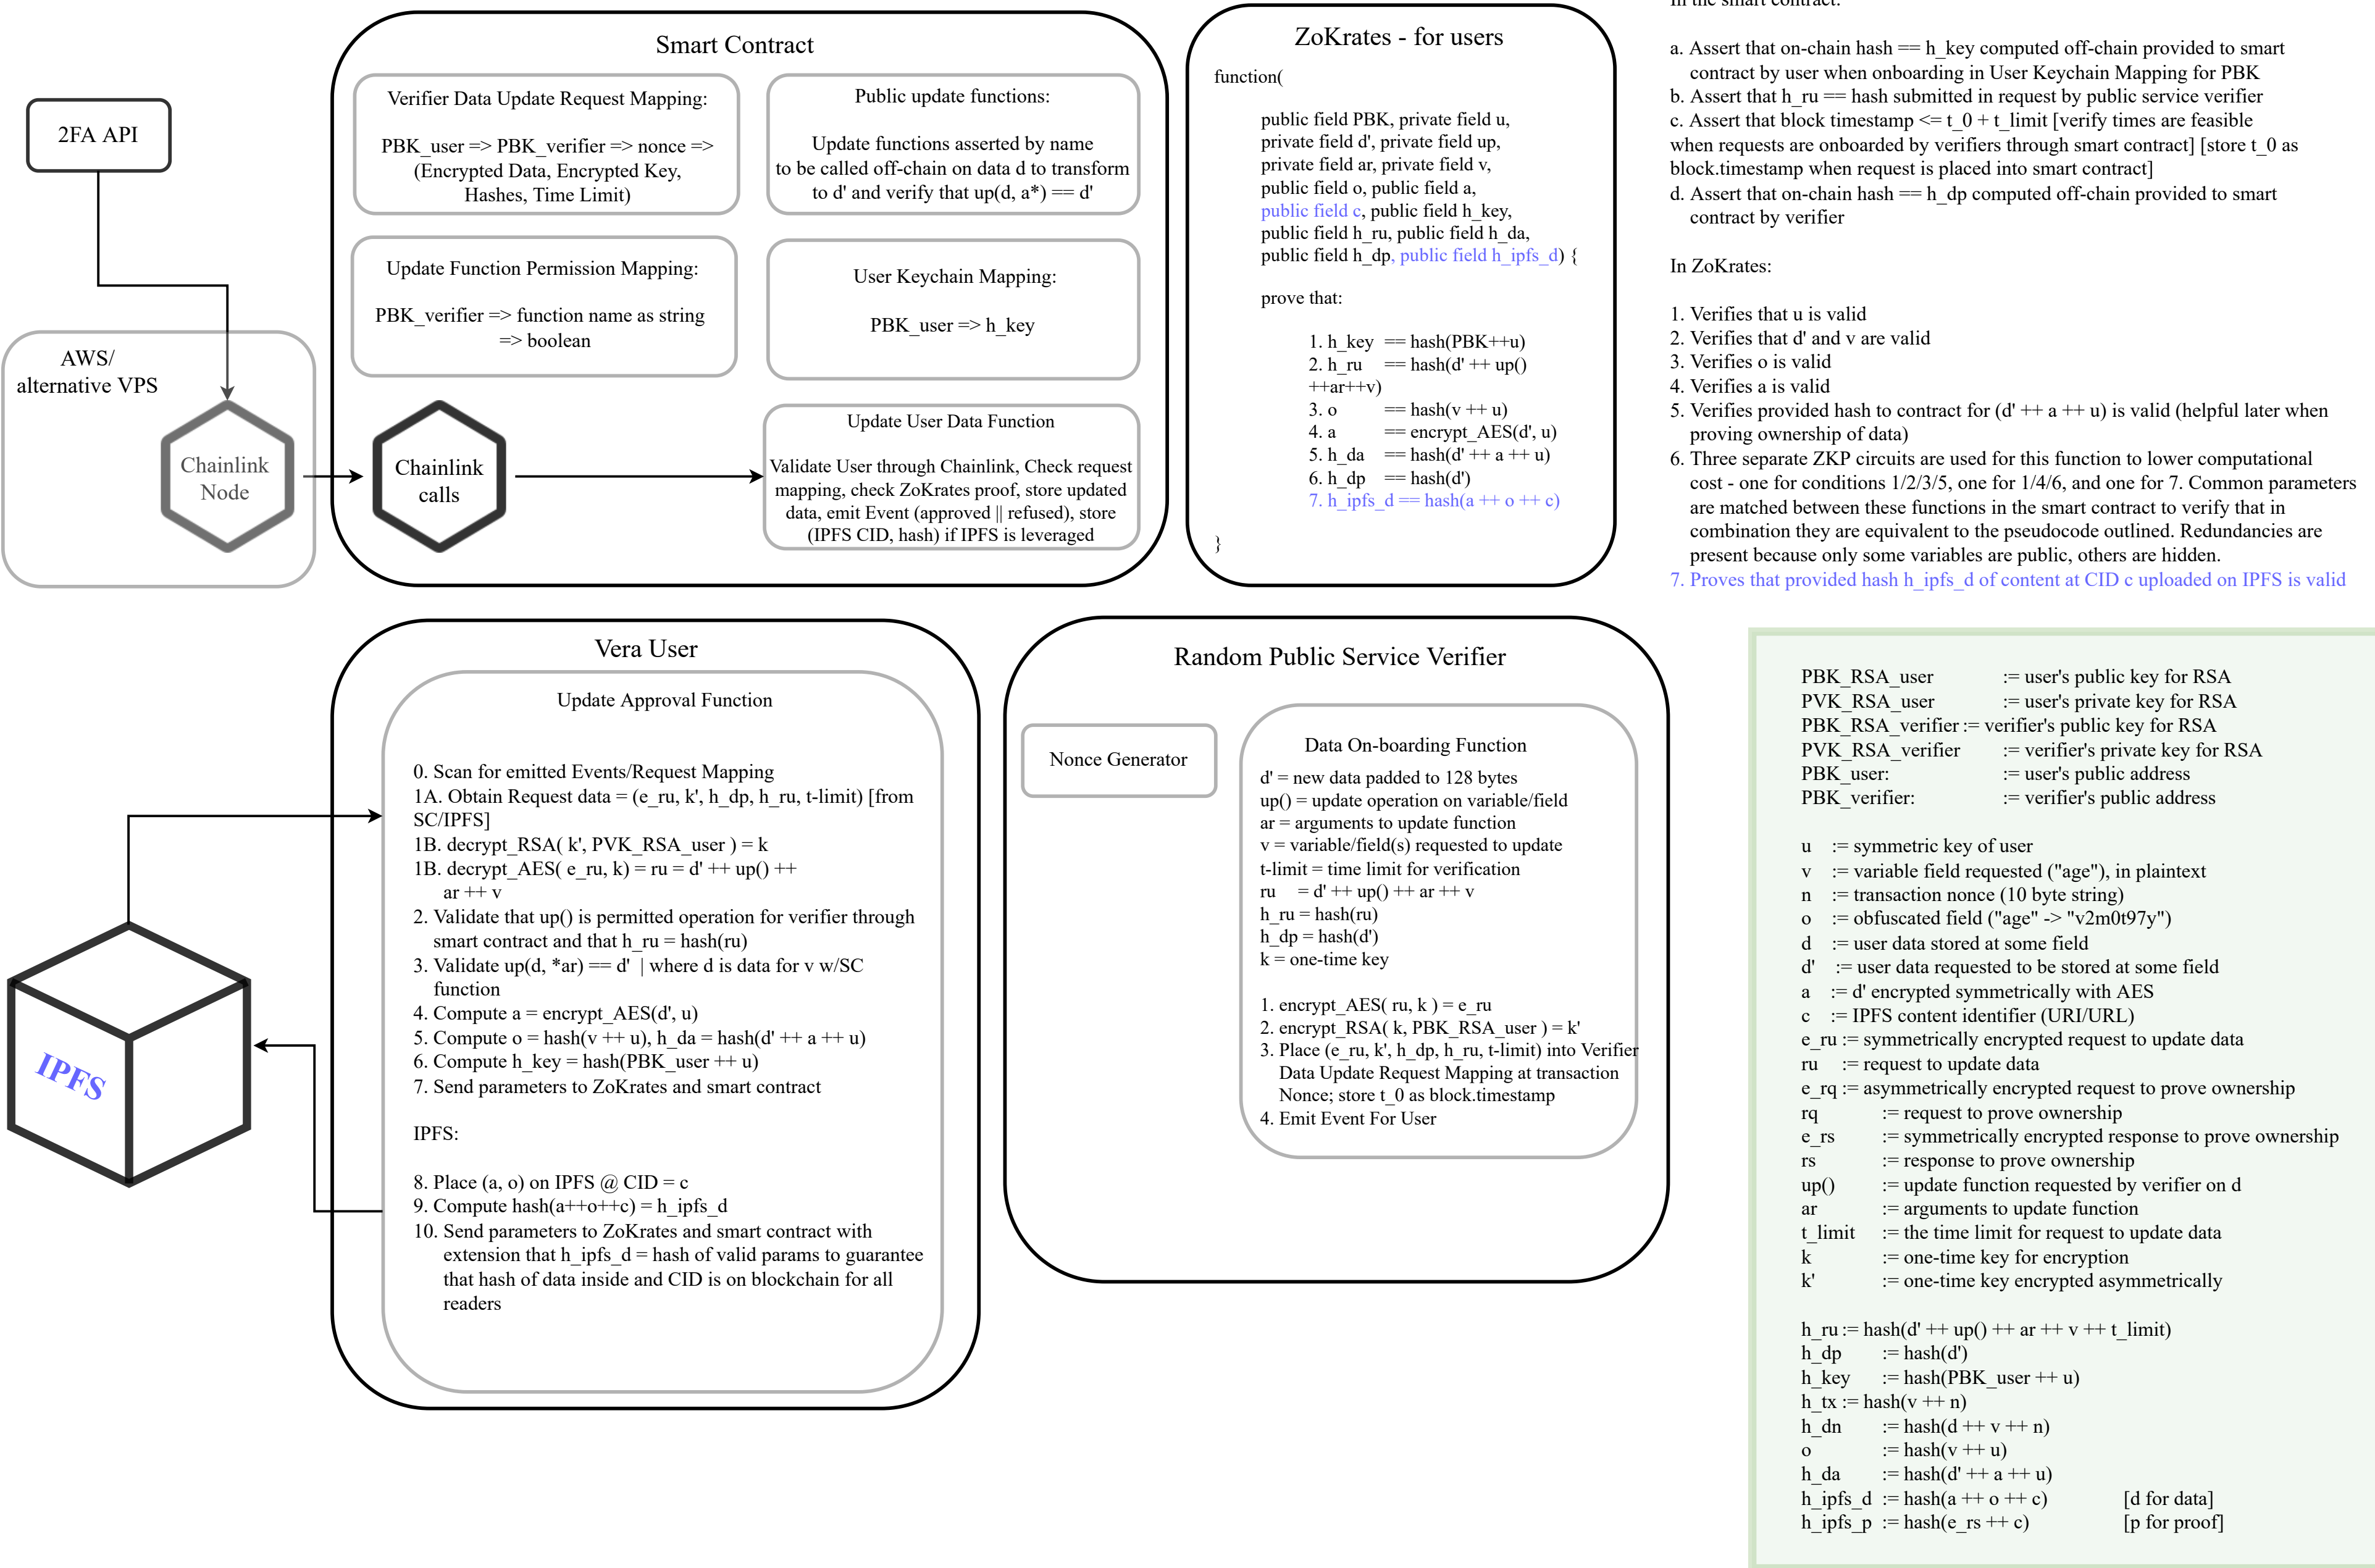 Smart Contract
Verifier Data Update Request Mapping:
PBK_user => PBK_verifier => nonce =>
(Encrypted Data, Encrypted Key,
Hashes, Time Limit)
Public update functions:
Update functions asserted by name
to be called off-chain on data d to transform
to d' and verify that up(d, a*) == d'
Update Function Permission Mapping:
PBK_verifier => function name as string
=> boolean
User Keychain Mapping:
PBK_user => h_key
2FA API
AWS/
alternative VPS
Chainlink
Node
Chainlink
calls
Update User Data Function
Validate User through Chainlink, Check request
mapping, check ZoKrates proof, store updated
data, emit Event (approved || refused), store
(IPFS CID, hash) if IPFS is leveraged
ZoKrates - for users
function(
public field PBK, private field u,
private field d', private field up,
private field ar, private field v,
public field o, public field a,
public field c, public field h_key,
public field h_ru, public field h_da,
public field h_dp, public field h_ipfs_d) {
prove that:
1. h_key == hash(PBK++u)
2. h_ru == hash(d' ++ up()
++ar++v)
3. o == hash(v ++ u)
4. a == encrypt_AES(d', u)
5. h_da == hash(d' ++ a ++ u)
6. h_dp == hash(d')
7. h_ipfs_d == hash(a ++ o ++ c)
}
In the smart contract:
a. Assert that on-chain hash == h_key computed off-chain provided to smart
contract by user when onboarding in User Keychain Mapping for PBK
b. Assert that h_ru == hash submitted in request by public service verifier
c. Assert that block timestamp <= t_0 + t_limit [verify times are feasible
when requests are onboarded by verifiers through smart contract] [store t_0 as
block.timestamp when request is placed into smart contract]
d. Assert that on-chain hash == h_dp computed off-chain provided to smart
contract by verifier
In ZoKrates:
1. Verifies that u is valid
2. Verifies that d' and v are valid
3. Verifies o is valid
4. Verifies a is valid
5. Verifies provided hash to contract for (d' ++ a ++ u) is valid (helpful later when
proving ownership of data)
6. Three separate ZKP circuits are used for this function to lower computational
cost - one for conditions 1/2/3/5, one for 1/4/6, and one for 7. Common parameters
are matched between these functions in the smart contract to verify that in
combination they are equivalent to the pseudocode outlined. Redundancies are
present because only some variables are public, others are hidden.
7. Proves that provided hash h_ipfs_d of content at CID c uploaded on IPFS is valid
IPFS
Vera User
Update Approval Function
0. Scan for emitted Events/Request Mapping
1A. Obtain Request data = (e_ru, k', h_dp, h_ru, t-limit) [from
SC/IPFS]
1B. decrypt_RSA( k', PVK_RSA_user ) = k
1B. decrypt_AES( e_ru, k) = ru = d' ++ up() ++
ar ++ v
2. Validate that up() is permitted operation for verifier through
smart contract and that h_ru = hash(ru)
3. Validate up(d, *ar) == d' | where d is data for v w/SC
function
4. Compute a = encrypt_AES(d', u)
5. Compute o = hash(v ++ u), h_da = hash(d' ++ a ++ u)
6. Compute h_key = hash(PBK_user ++ u)
7. Send parameters to ZoKrates and smart contract
IPFS:
8. Place (a, o) on IPFS @ CID = c
9. Compute hash(a++o++c) = h_ipfs_d
10. Send parameters to ZoKrates and smart contract with
extension that h_ipfs_d = hash of valid params to guarantee
that hash of data inside and CID is on blockchain for all
readers
Random Public Service Verifier
Nonce Generator
Data On-boarding Function
d' = new data padded to 128 bytes
up() = update operation on variable/field
ar = arguments to update function
v = variable/field(s) requested to update
t-limit = time limit for verification
ru = d' ++ up() ++ ar ++ v
h_ru = hash(ru)
h_dp = hash(d')
k = one-time key
1. encrypt_AES( ru, k ) = e_ru
2. encrypt_RSA( k, PBK_RSA_user ) = k'
3. Place (e_ru, k', h_dp, h_ru, t-limit) into Verifier
Data Update Request Mapping at transaction
Nonce; store t_0 as block.timestamp
4. Emit Event For User
PBK_RSA_user := user's public key for RSA
PVK_RSA_user := user's private key for RSA
PBK_RSA_verifier := verifier's public key for RSA
PVK_RSA_verifier := verifier's private key for RSA
PBK_user: := user's public address
PBK_verifier: := verifier's public address
u := symmetric key of user
v := variable field requested ("age"), in plaintext
n := transaction nonce (10 byte string)
o := obfuscated field ("age" -> "v2m0t97y")
d := user data stored at some field
d' := user data requested to be stored at some field
a := d' encrypted symmetrically with AES
c := IPFS content identifier (URI/URL)
e_ru := symmetrically encrypted request to update data
ru := request to update data
e_rq := asymmetrically encrypted request to prove ownership
rq := request to prove ownership
e_rs := symmetrically encrypted response to prove ownership
rs := response to prove ownership
up() := update function requested by verifier on d
ar := arguments to update function
t_limit := the time limit for request to update data
k := one-time key for encryption
k' := one-time key encrypted asymmetrically
h_ru := hash(d' ++ up() ++ ar ++ v ++ t_limit)
h_dp := hash(d')
h_key := hash(PBK_user ++ u)
h_tx := hash(v ++ n)
h_dn := hash(d ++ v ++ n)
o := hash(v ++ u)
h_da := hash(d' ++ a ++ u)
h_ipfs_d := hash(a ++ o ++ c) [d for data]
h_ipfs_p := hash(e_rs ++ c) [p for proof]